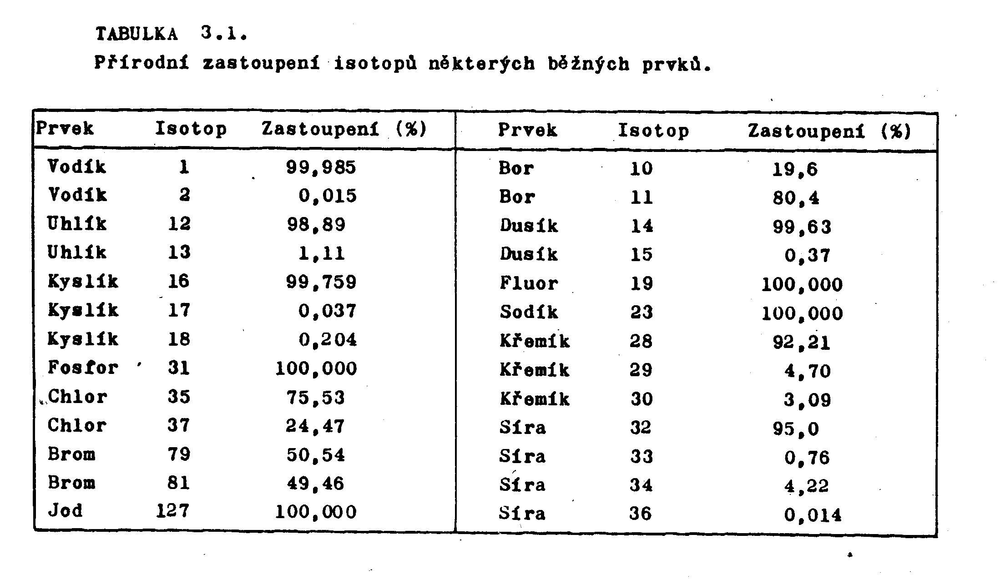 TABULKA 3.1.
Přírodní zastoupení isotopů některých běžných prvků.
Prvek Isotop Zastoupení (%) Prvek Isotop Zastoupení (%)
Vodík 1 99,985 Bor 10 19,6
Vodík 2 0,015 Bor 11 80,4
Uhlík 12 98,89 Dusík 14 99,63
Uhlík 13 1,11 Dusík 15 0,37
Kyslík 16 99,759 Fluor 19 100,000
Kyslík 17 0,037 Sodík 23 100,000
Kyslík 18 0,204 Křemík 28 92,21
Fosfor 31 100,000 Křemík 29 4,70
Chlor 35 75,53 Křemík 30 3,09
Chlor 37 24,47 Síra 32 95,0
Brom 79 50,54 Síra 33 0,76
Brom 81 49,46 Síra 34 4,22
Jod 127 100,000 Síra 36 0,014